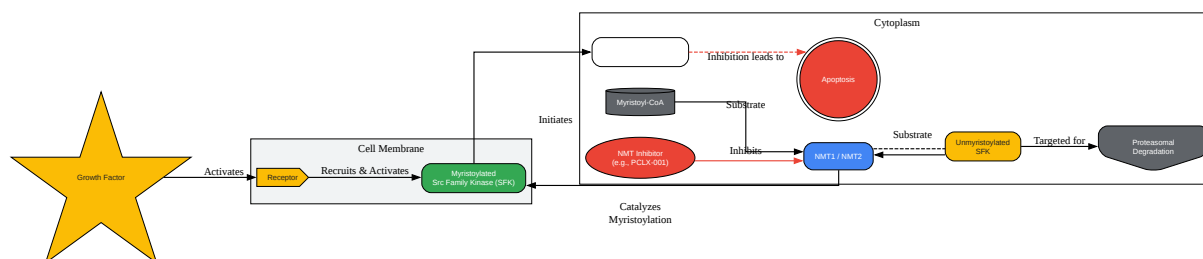 Cytoplasm
Inhibition leads to
Apoptosis
Myristoyl-CoA
Substrate
Initiates
Cell Membrane
NMT Inhibitor
(e.g., PCLX-001)
Inhibits
NMT1 / NMT2
Substrate
Unmyristoylated
SFK
Targeted for
Proteasomal
Degradation
Growth Factor
Activates
Receptor
Recruits & Activates
Myristoylated
Src Family Kinase (SFK)
Catalyzes
Myristoylation